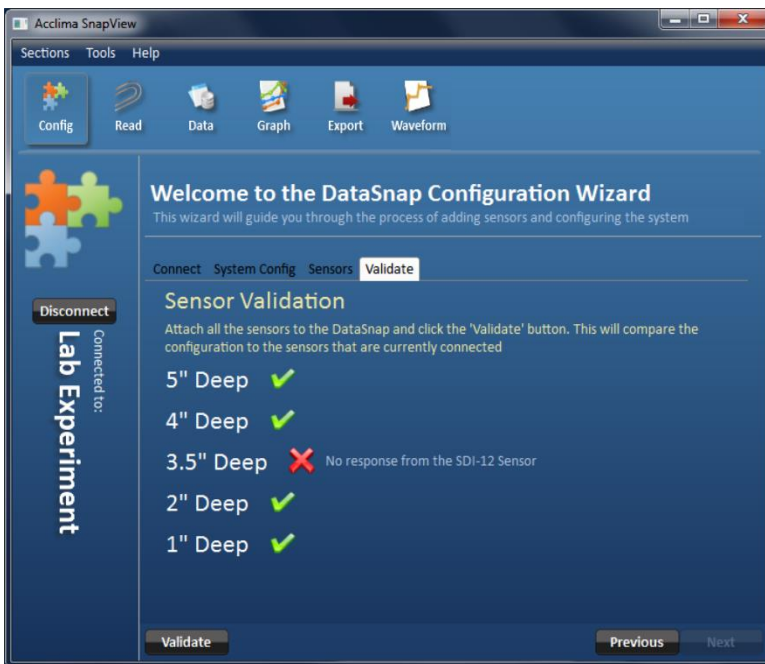 Acclima SnapView
Sections Tools Help
Config Read Data Graph Export Waveform
Welcome to the DataSnap Configuration Wizard
This wizard will guide you through the process of adding sensors and configuring the system
Connect System Config Sensors Validate
Disconnect
Connected to:
Lab Experiment
Sensor Validation
Attach all the sensors to the DataSnap and click the 'Validate' button. This will compare the
configuration to the sensors that are currently connected
5" Deep
4" Deep
3.5" Deep No response from the SDI-12 Sensor
2" Deep
1" Deep
Validate Previous Next